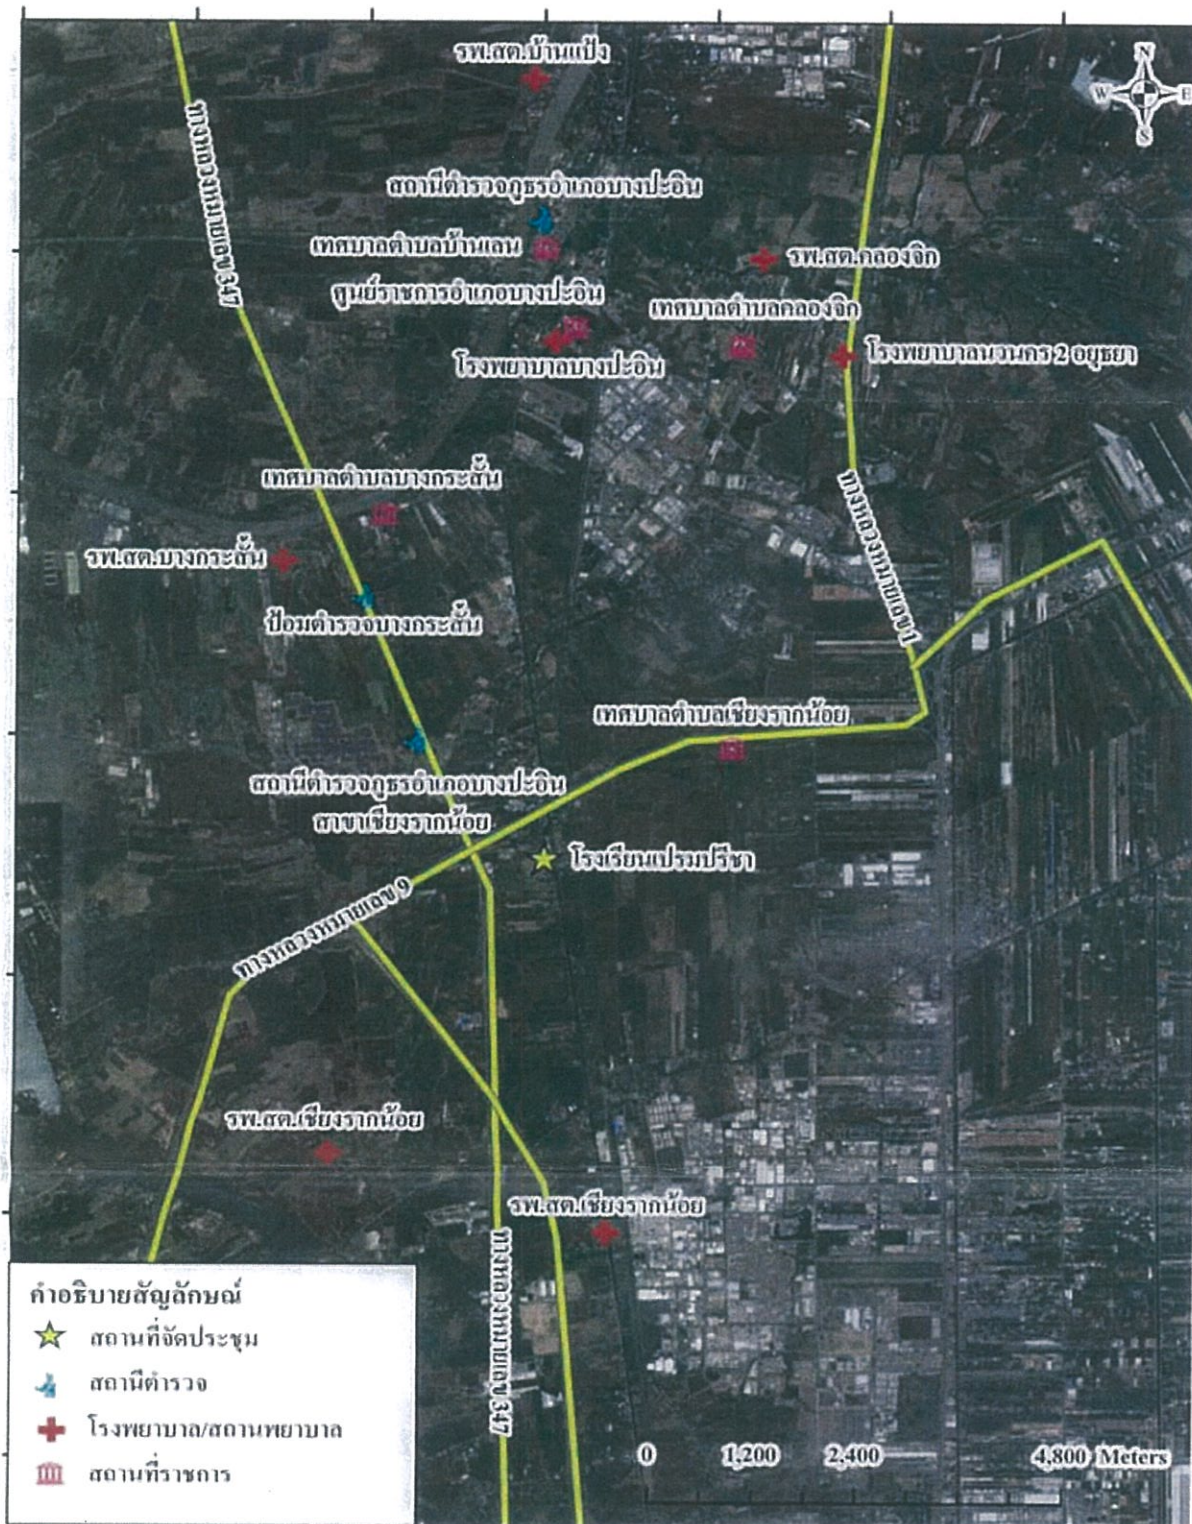 รพ.สต.บ้านแป้ง
N
W E
S
ทางหลวงหมายเลข 347
สถานีตำรวจภูธรอำเภอบางปะอิน
เทศบาลตำบลบ้านเลน
รพ.สต.คลองจิก
ศูนย์ราชการอำเภอบางปะอิน
เทศบาลตำบลคลองจิก
โรงพยาบาลบางปะอิน
โรงพยาบาลนวนคร 2 อยุธยา
เทศบาลตำบลบางกระสั้น
ทางหลวงหมายเลข 1
รพ.สต.บางกระสั้น
ป้อมตำรวจบางกระสั้น
เทศบาลตำบลเชียงรากน้อย
สถานีตำรวจภูธรอำเภอบางปะอิน
สาขาเชียงรากน้อย
โรงเรียนเปรมปรีชา
ทางหลวงหมายเลข 9
รพ.สต.เชียงรากน้อย
รพ.สต.เชียงรากน้อย
ทางหลวงหมายเลข 347
คำอธิบายสัญลักษณ์
สถานที่จัดประชุม
สถานีตำรวจ
โรงพยาบาล/สถานพยาบาล
สถานที่ราชการ
0 1,200 2,400 4,800 Meters